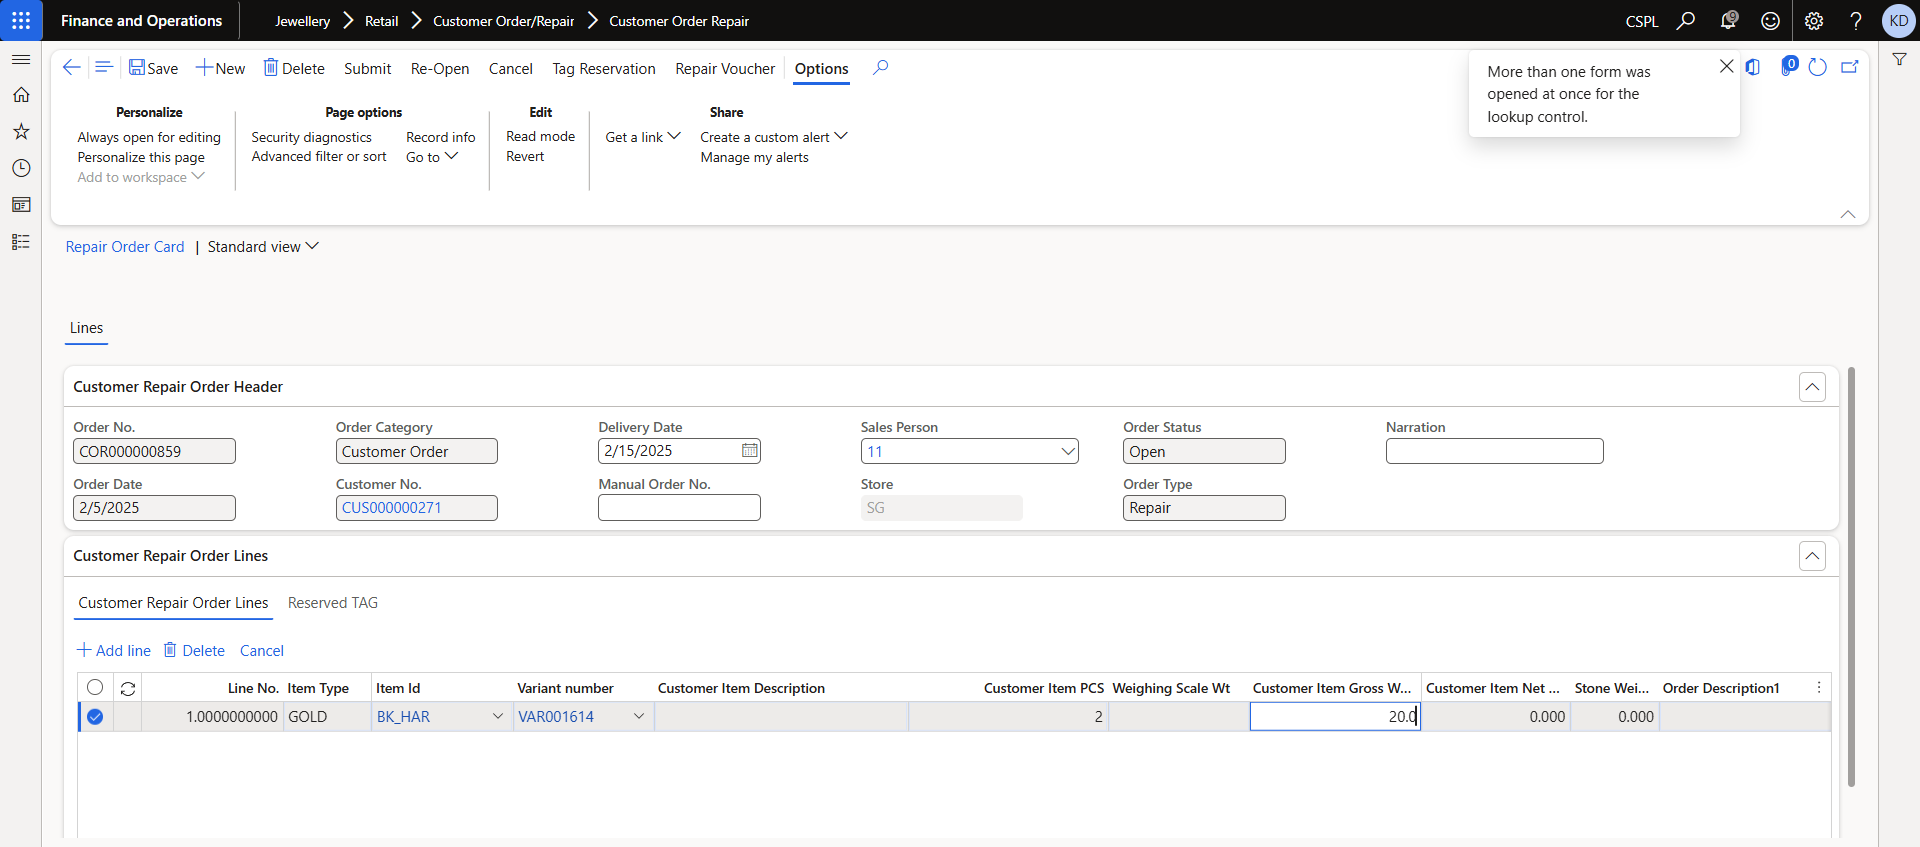 Finance and Operations
Jewellery > Retail > Customer Order/Repair > Customer Order Repair
CSPL
9
?
KD
Save
New
Delete
Submit
Re-Open
Cancel
Tag Reservation
Repair Voucher
Options
0
More than one form was
opened at once for the
lookup control.
Personalize
Always open for editing
Personalize this page
Add to workspace
Page options
Security diagnostics
Advanced filter or sort
Record info
Go to
Edit
Read mode
Revert
Get a link
Share
Create a custom alert
Manage my alerts
Repair Order Card | Standard view
Lines
Customer Repair Order Header
Order No.
COR000000859
Order Category
Customer Order
Delivery Date
2/15/2025
Sales Person
11
Order Status
Open
Narration
Order Date
2/5/2025
Customer No.
CUS000000271
Manual Order No.
Store
SG
Order Type
Repair
Customer Repair Order Lines
Customer Repair Order Lines
Reserved TAG
Add line
Delete
Cancel
Line No. Item Type Item Id Variant number Customer Item Description Customer Item PCS Weighing Scale Wt Customer Item Gross W... Customer Item Net ... Stone Wei... Order Description1
1.0000000000 GOLD BK_HAR VAR001614 2 20.0 0.000 0.000